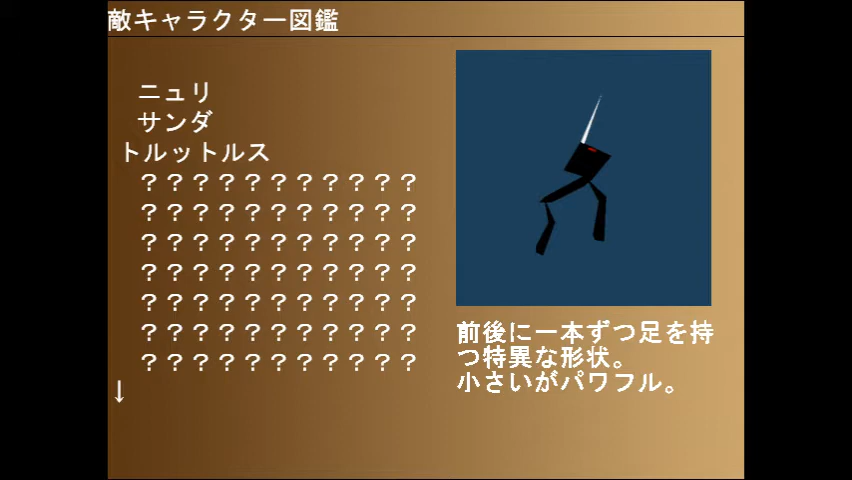 敵キャラクター図鑑
ニュリ
サンダ
トルットルス
？？？？？？？？？？？
？？？？？？？？？？？
？？？？？？？？？？？
？？？？？？？？？？？
？？？？？？？？？？？
？？？？？？？？？？？
？？？？？？？？？？？
↓
前後に一本ずつ足を持
つ特異な形状。
小さいがパワフル。